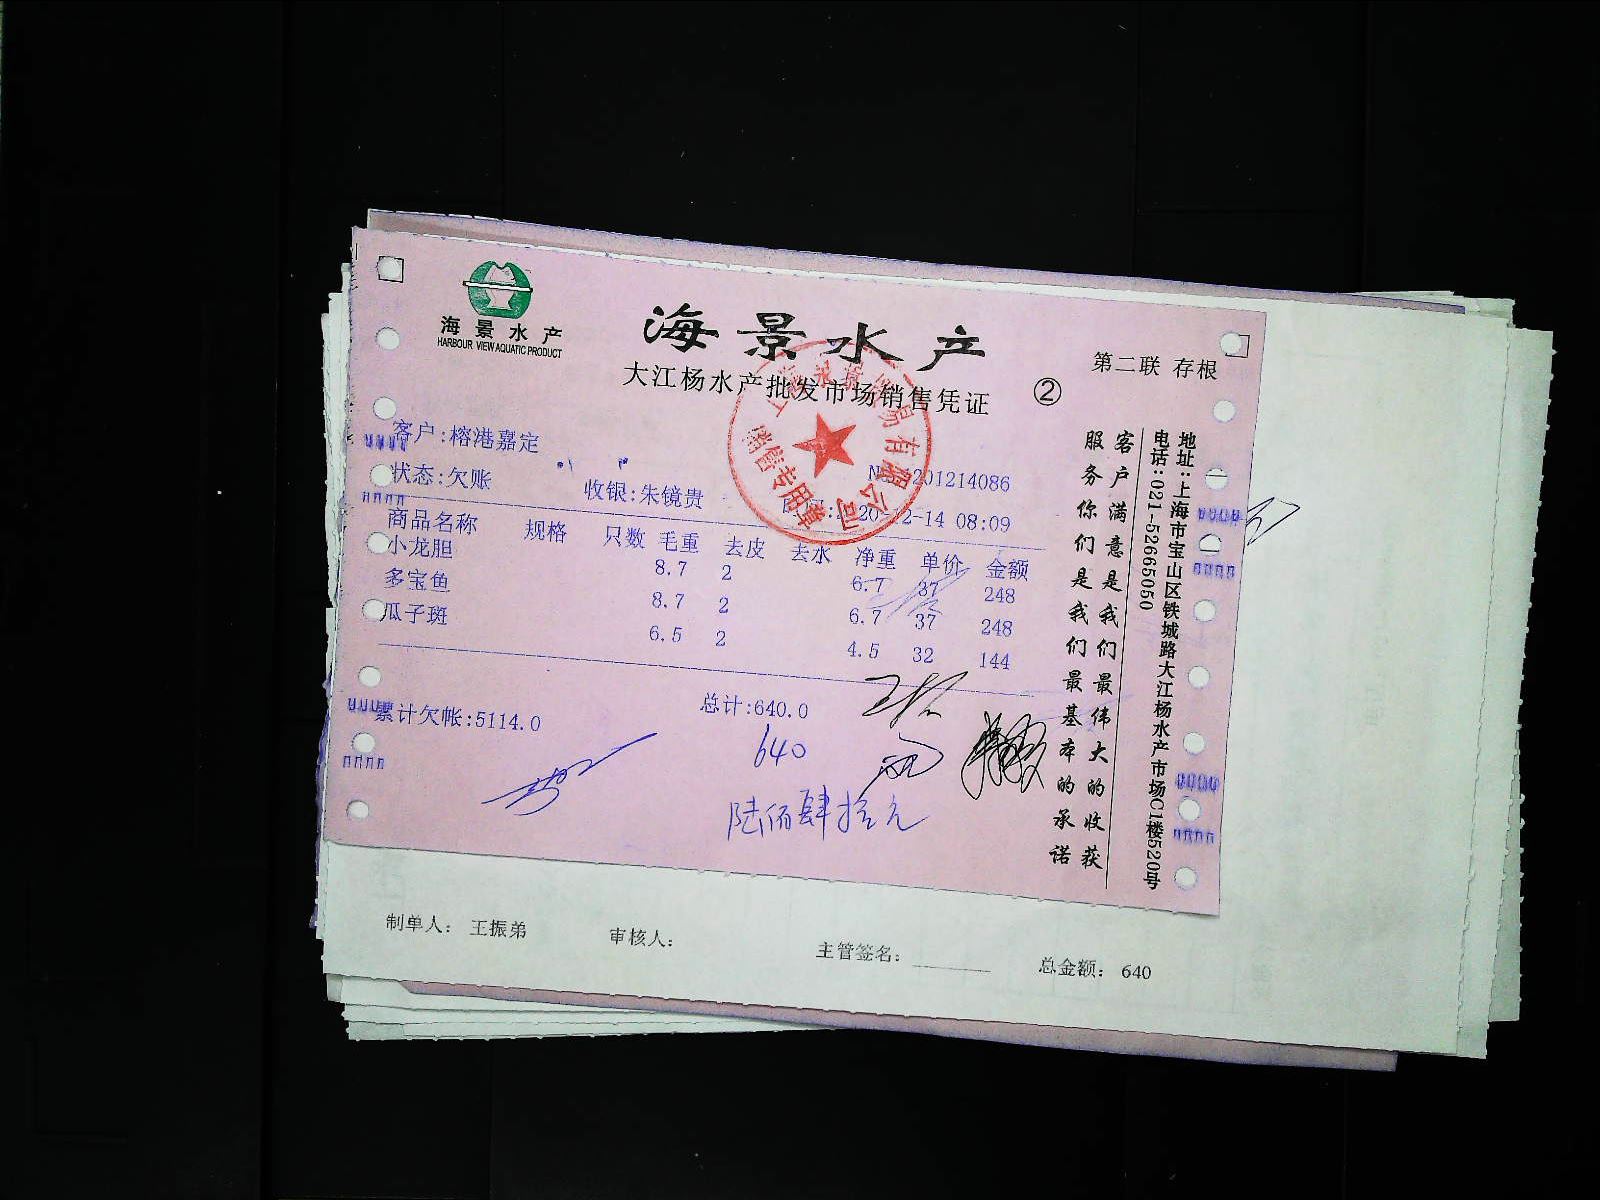 海景水产
HARBOUR VIEW AQUATIC PRODUCT
海景水产
大江杨水产批发市场销售凭证
②
第二联 存根
客户:榕港嘉定
状态:欠账
收银:朱镜贵
201214086
12-14 08:09
商品名称 规格 只数 毛重 去皮 去水 净重 单价 金额
小龙胆 8.7 2 6.7 37 248
多宝鱼 8.7 2 6.7 37 248
瓜子斑 6.5 2 4.5 32 144
累计欠帐:5114.0
总计:640.0
640
陆佰肆拾元
销售专用章
客户满意是我们最伟大的收获
服务你们是我们最基本的承诺
地址:上海市宝山区铁城路大江杨水产市场C1楼520号
电话:021-52665050
制单人: 王振弟
审核人:
主管签名:
总金额: 640